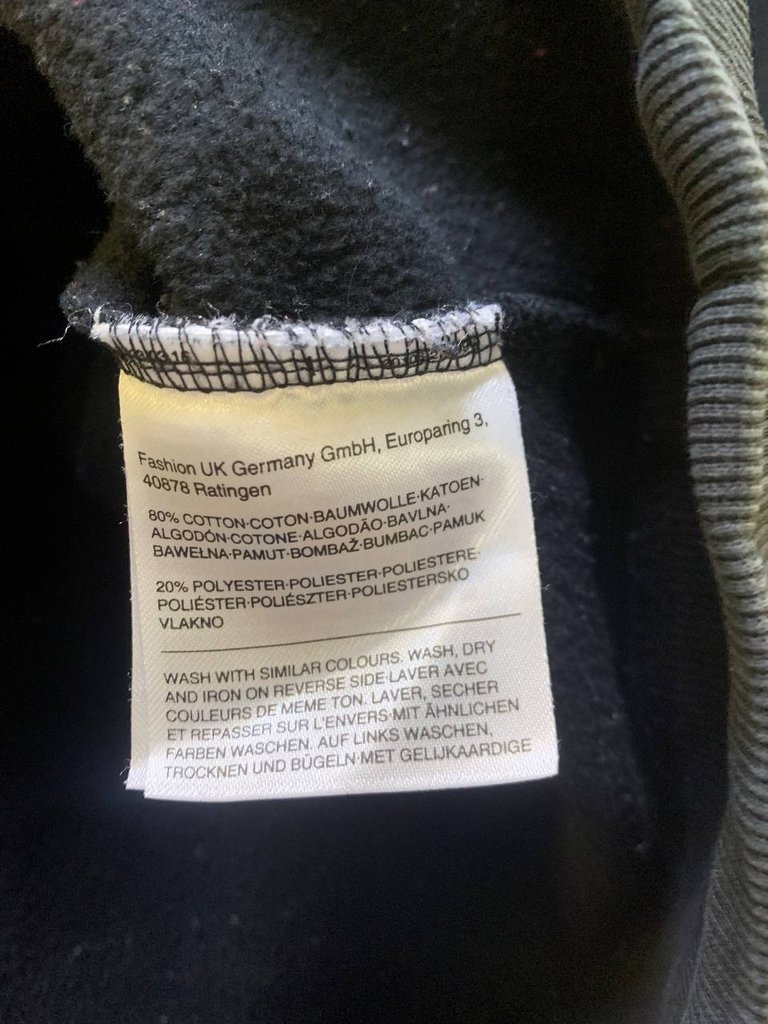 Fashion UK Germany GmbH, Europaring 3,
40878 Ratingen
80% COTTON·COTON·BAUMWOLLE·KATOEN·
ALGODÓN·COTONE·ALGODÃO·BAVLNA·
BAWEŁNA·PAMUT·BOMBAŽ·BUMBAC·PAMUK
20% POLYESTER·POLIESTER·POLIESTERE·
POLIÉSTER·POLIÉSZTER·POLIESTERSKO
VLAKNO
WASH WITH SIMILAR COLOURS. WASH, DRY
AND IRON ON REVERSE SIDE·LAVER AVEC
COULEURS DE MEME TON. LAVER, SECHER
ET REPASSER SUR L'ENVERS·MIT ÄHNLICHEN
FARBEN WASCHEN. AUF LINKS WASCHEN,
TROCKNEN UND BÜGELN·MET GELIJKAARDIGE